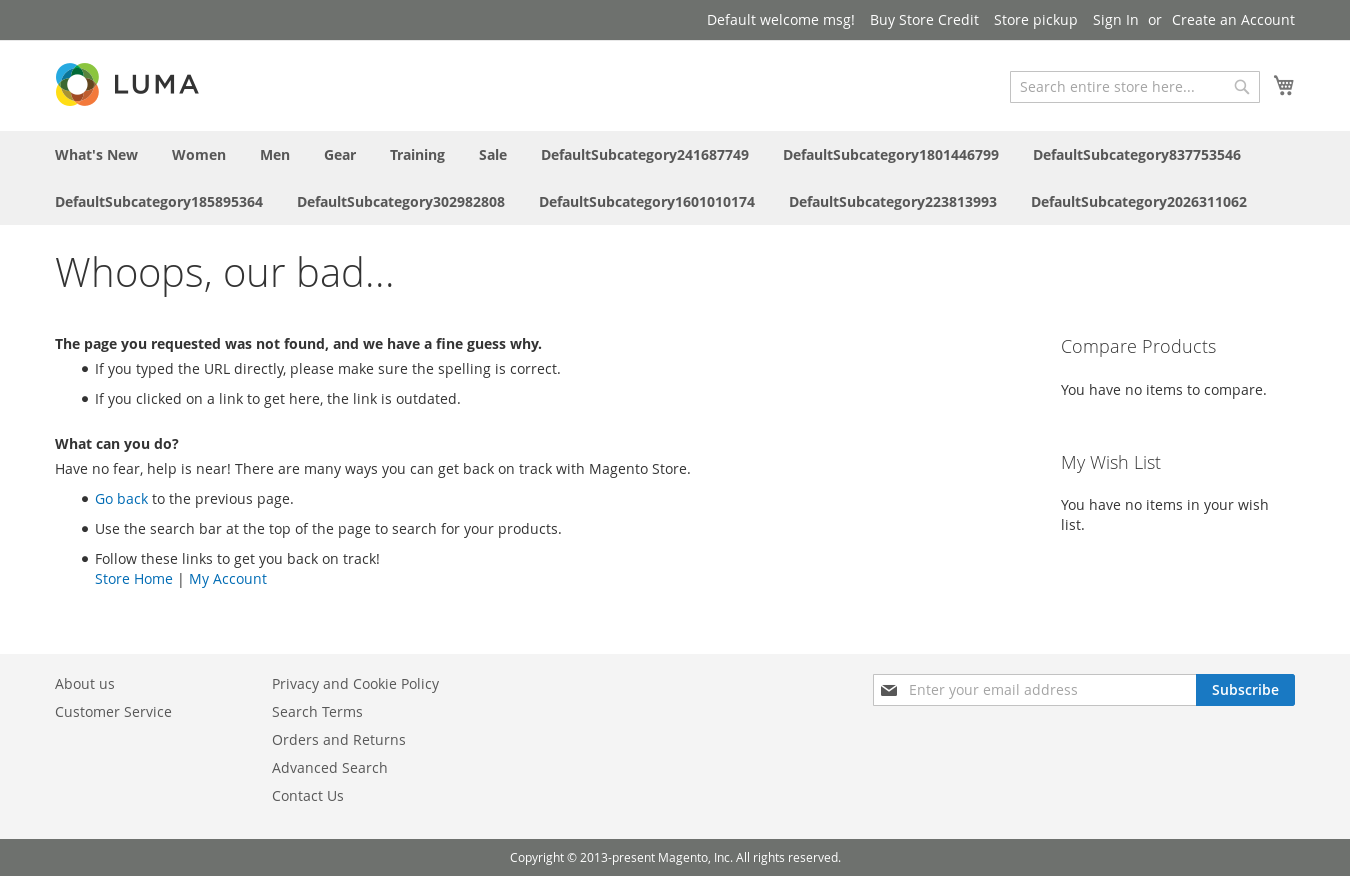 Default welcome msg! Buy Store Credit Store pickup Sign In or Create an Account
LUMA
Search entire store here...
What's New Women Men Gear Training Sale DefaultSubcategory241687749 DefaultSubcategory1801446799 DefaultSubcategory837753546
DefaultSubcategory185895364 DefaultSubcategory302982808 DefaultSubcategory1601010174 DefaultSubcategory223813993 DefaultSubcategory2026311062
Whoops, our bad...
The page you requested was not found, and we have a fine guess why.
If you typed the URL directly, please make sure the spelling is correct.
If you clicked on a link to get here, the link is outdated.
What can you do?
Have no fear, help is near! There are many ways you can get back on track with Magento Store.
Go back to the previous page.
Use the search bar at the top of the page to search for your products.
Follow these links to get you back on track!
Store Home | My Account
Compare Products
You have no items to compare.
My Wish List
You have no items in your wish
list.
About us
Customer Service
Privacy and Cookie Policy
Search Terms
Orders and Returns
Advanced Search
Contact Us
Enter your email address
Subscribe
Copyright © 2013-present Magento, Inc. All rights reserved.